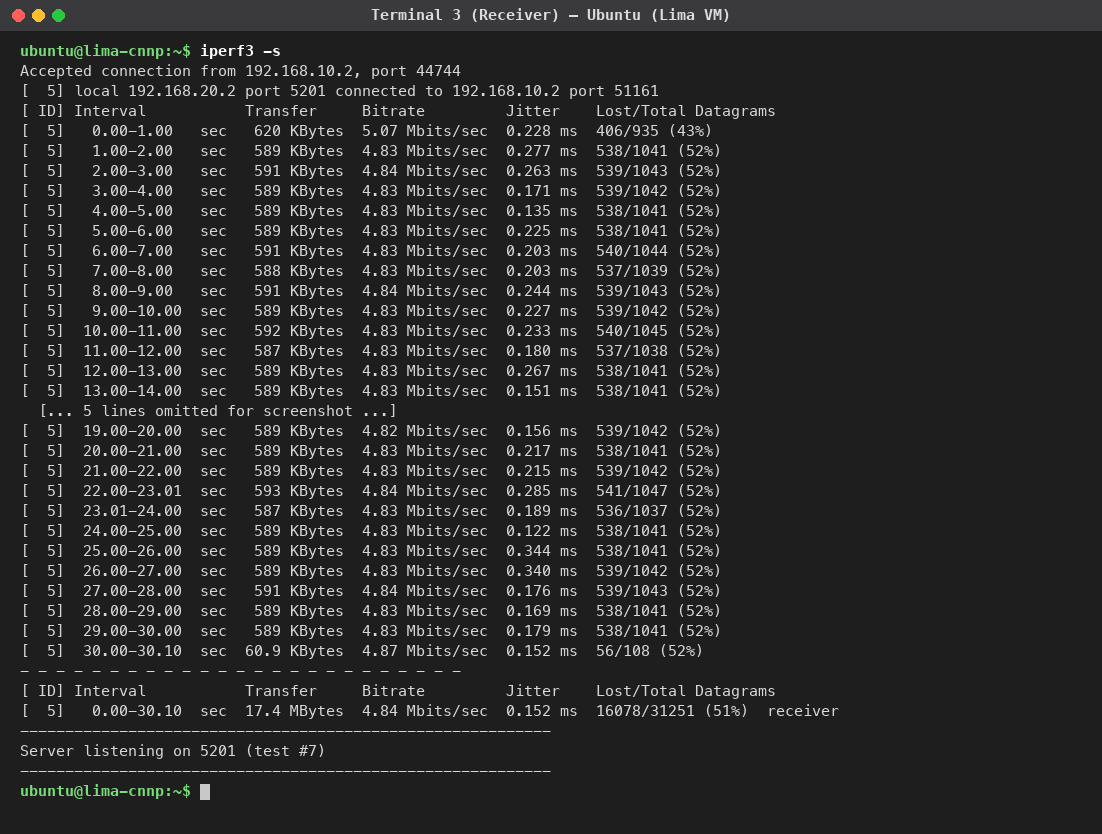 Terminal 3 (Receiver) — Ubuntu (Lima VM)
ubuntu@lima-cnnp:~$ iperf3 -s
Accepted connection from 192.168.10.2, port 44744
[  5] local 192.168.20.2 port 5201 connected to 192.168.10.2 port 51161
[ ID] Interval           Transfer     Bitrate         Jitter    Lost/Total Datagrams
[  5]   0.00-1.00   sec   620 KBytes  5.07 Mbits/sec  0.228 ms  406/935 (43%)
[  5]   1.00-2.00   sec   589 KBytes  4.83 Mbits/sec  0.277 ms  538/1041 (52%)
[  5]   2.00-3.00   sec   591 KBytes  4.84 Mbits/sec  0.263 ms  539/1043 (52%)
[  5]   3.00-4.00   sec   589 KBytes  4.83 Mbits/sec  0.171 ms  539/1042 (52%)
[  5]   4.00-5.00   sec   589 KBytes  4.83 Mbits/sec  0.135 ms  538/1041 (52%)
[  5]   5.00-6.00   sec   589 KBytes  4.83 Mbits/sec  0.225 ms  538/1041 (52%)
[  5]   6.00-7.00   sec   591 KBytes  4.83 Mbits/sec  0.203 ms  540/1044 (52%)
[  5]   7.00-8.00   sec   588 KBytes  4.83 Mbits/sec  0.203 ms  537/1039 (52%)
[  5]   8.00-9.00   sec   591 KBytes  4.84 Mbits/sec  0.244 ms  539/1043 (52%)
[  5]   9.00-10.00  sec   589 KBytes  4.83 Mbits/sec  0.227 ms  539/1042 (52%)
[  5]  10.00-11.00  sec   592 KBytes  4.83 Mbits/sec  0.233 ms  540/1045 (52%)
[  5]  11.00-12.00  sec   587 KBytes  4.83 Mbits/sec  0.180 ms  537/1038 (52%)
[  5]  12.00-13.00  sec   589 KBytes  4.83 Mbits/sec  0.267 ms  538/1041 (52%)
[  5]  13.00-14.00  sec   589 KBytes  4.83 Mbits/sec  0.151 ms  538/1041 (52%)
  [... 5 lines omitted for screenshot ...]
[  5]  19.00-20.00  sec   589 KBytes  4.82 Mbits/sec  0.156 ms  539/1042 (52%)
[  5]  20.00-21.00  sec   589 KBytes  4.83 Mbits/sec  0.217 ms  538/1041 (52%)
[  5]  21.00-22.00  sec   589 KBytes  4.83 Mbits/sec  0.215 ms  539/1042 (52%)
[  5]  22.00-23.01  sec   593 KBytes  4.84 Mbits/sec  0.285 ms  541/1047 (52%)
[  5]  23.01-24.00  sec   587 KBytes  4.83 Mbits/sec  0.189 ms  536/1037 (52%)
[  5]  24.00-25.00  sec   589 KBytes  4.83 Mbits/sec  0.122 ms  538/1041 (52%)
[  5]  25.00-26.00  sec   589 KBytes  4.83 Mbits/sec  0.344 ms  538/1041 (52%)
[  5]  26.00-27.00  sec   589 KBytes  4.83 Mbits/sec  0.340 ms  539/1042 (52%)
[  5]  27.00-28.00  sec   591 KBytes  4.84 Mbits/sec  0.176 ms  539/1043 (52%)
[  5]  28.00-29.00  sec   589 KBytes  4.83 Mbits/sec  0.169 ms  538/1041 (52%)
[  5]  29.00-30.00  sec   589 KBytes  4.83 Mbits/sec  0.179 ms  538/1041 (52%)
[  5]  30.00-30.10  sec  60.9 KBytes  4.87 Mbits/sec  0.152 ms  56/108 (52%)
- - - - - - - - - - - - - - - - - - - - - - - - -
[ ID] Interval           Transfer     Bitrate         Jitter    Lost/Total Datagrams
[  5]   0.00-30.10  sec  17.4 MBytes  4.84 Mbits/sec  0.152 ms  16078/31251 (51%)  receiver
-----------------------------------------------------------
Server listening on 5201 (test #7)
-----------------------------------------------------------
ubuntu@lima-cnnp:~$